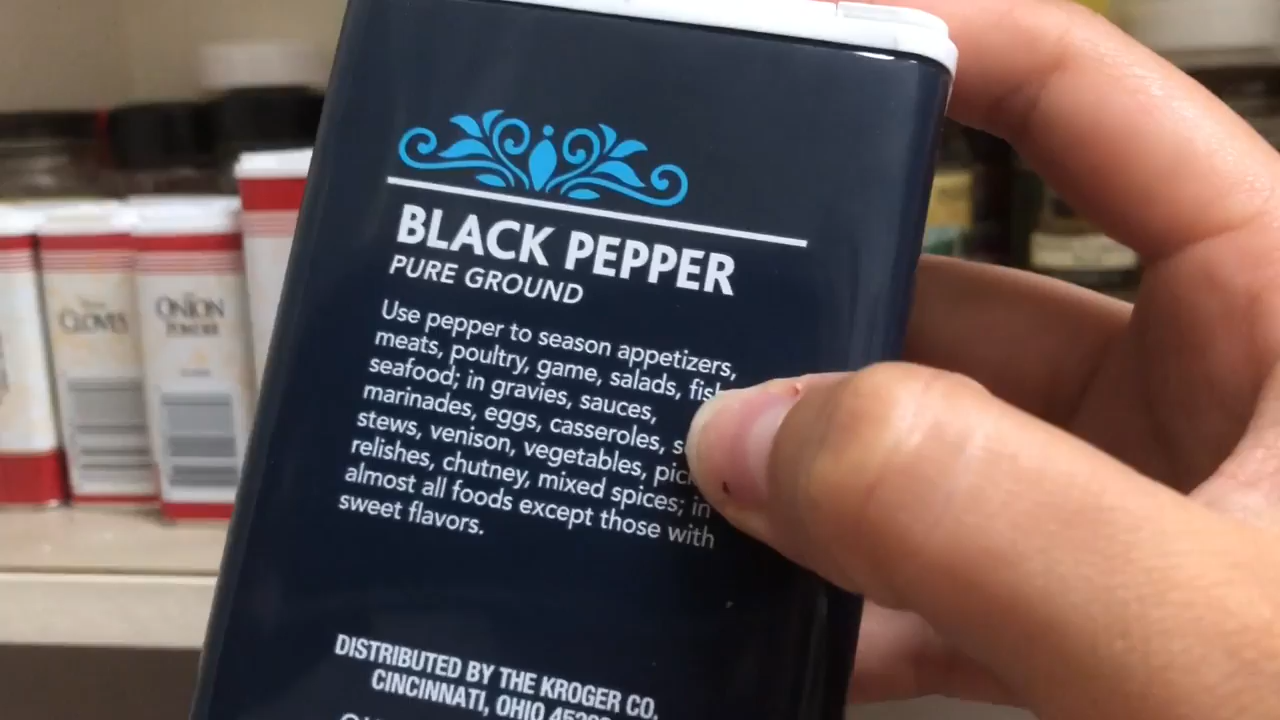 BLACK PEPPER
PURE GROUND
Use pepper to season appetizers,
meats, poultry, game, salads,
seafood; in gravies, sauces,
marinades, eggs, casseroles,
stews, venison, vegetables,
relishes, chutney, mixed spices; in
almost all foods except those with
sweet flavors.
DISTRIBUTED BY THE KROGER CO.
CINCINNATI, OHIO
CLOVES
ONION
POWDER